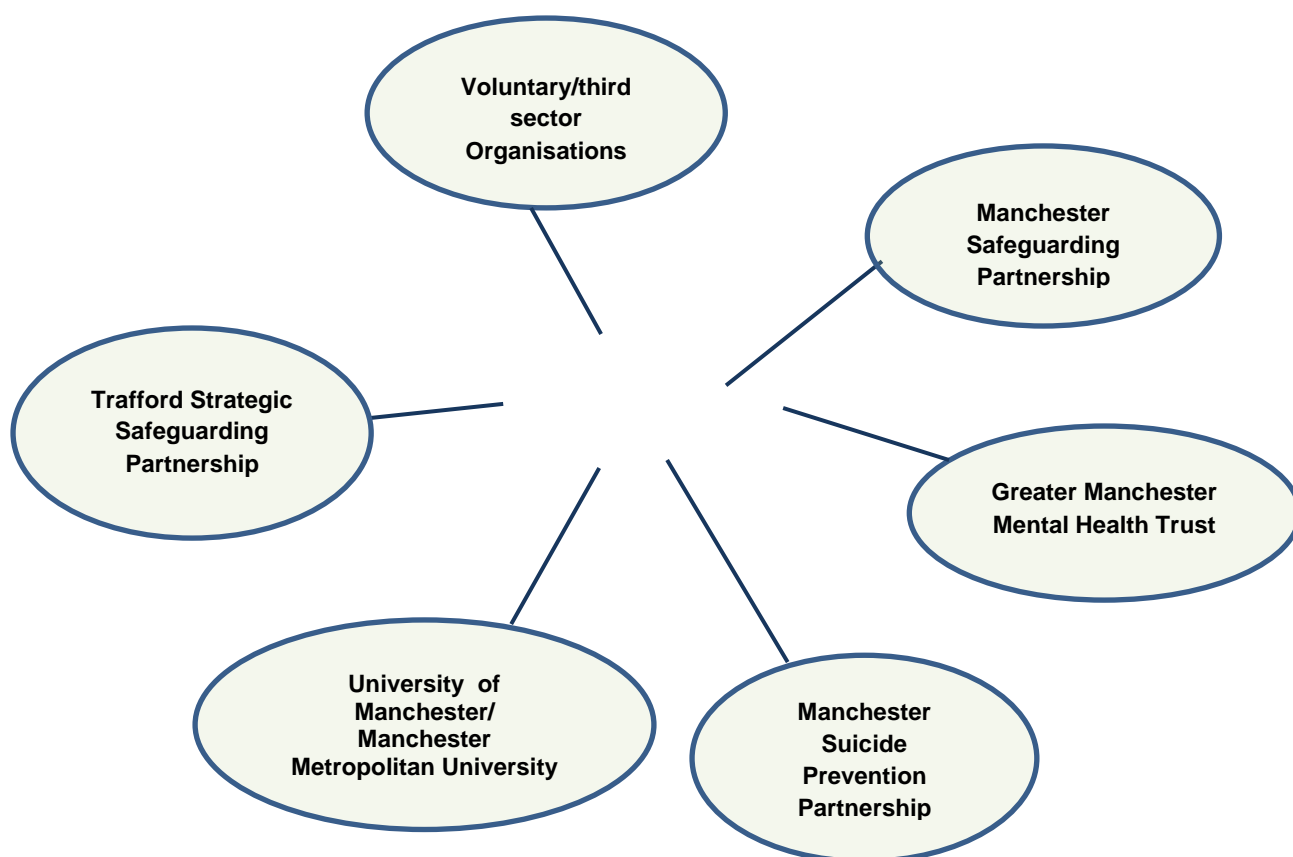 Voluntary/third
sector
Organisations
Manchester
Safeguarding
Partnership
Trafford Strategic
Safeguarding
Partnership
Greater Manchester
Mental Health Trust
University of
Manchester/
Manchester
Metropolitan University
Manchester
Suicide
Prevention
Partnership